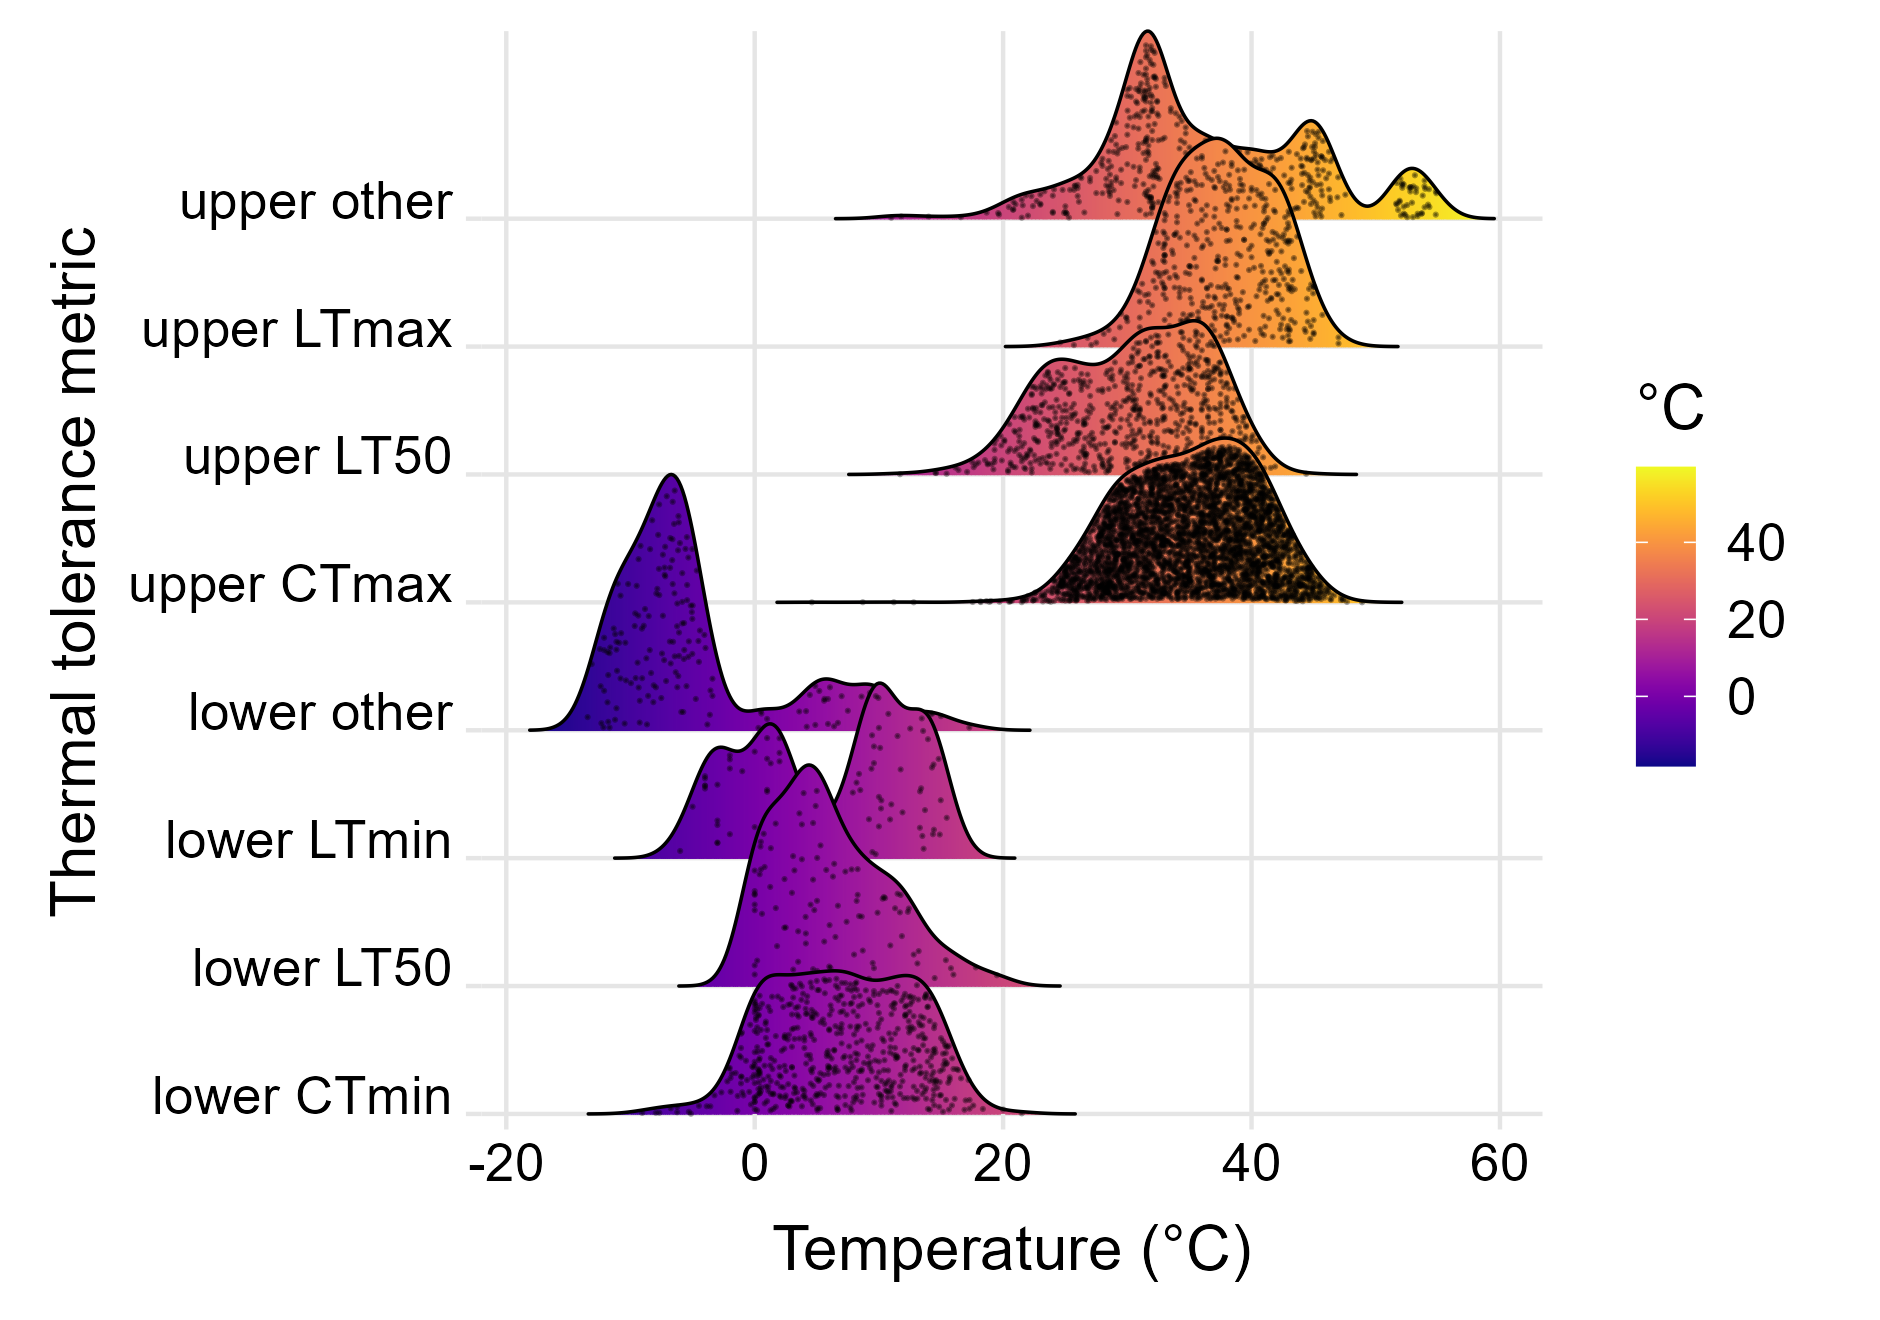 Thermal tolerance metric
upper other
upper LTmax
upper LT50
upper CTmax
lower other
lower LTmin
lower LT50
lower CTmin
-20 0 20 40 60
Temperature (°C)
°C
40
20
0